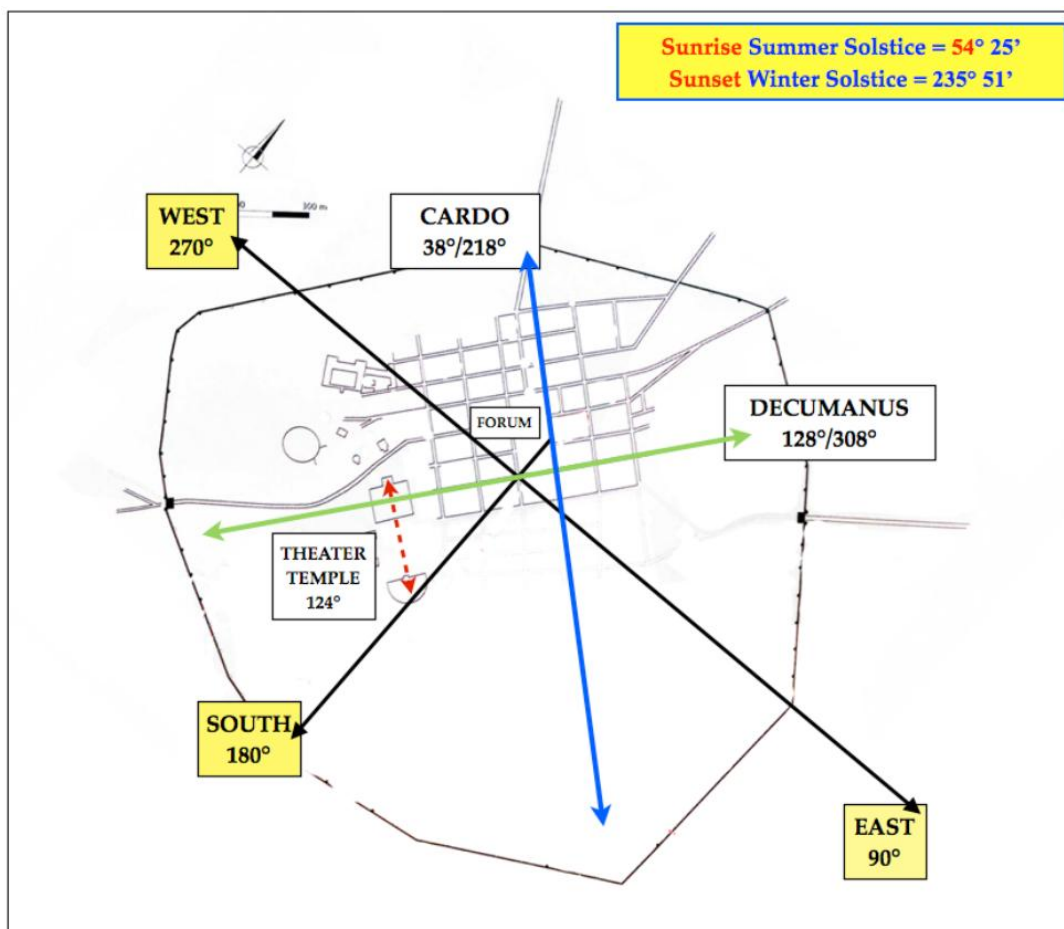 Sunrise Summer Solstice = 54° 25’
Sunset Winter Solstice = 235° 51’
300 m
WEST
270°
CARDO
38°/218°
DECUMANUS
128°/308°
FORUM
THEATER
TEMPLE
124°
SOUTH
180°
EAST
90°